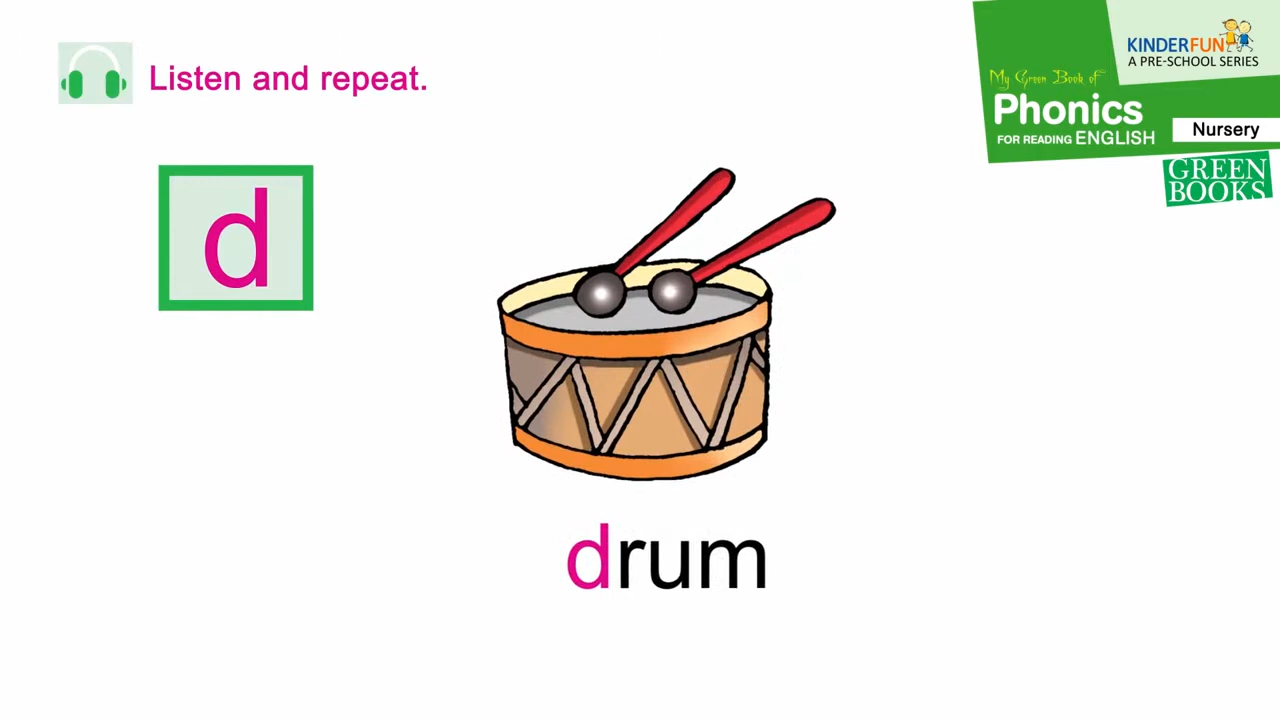 Listen and repeat.
KINDERFUN
A PRE-SCHOOL SERIES
My Green Book of
Phonics
FOR READING ENGLISH
Nursery
GREEN
BOOKS
d
drum